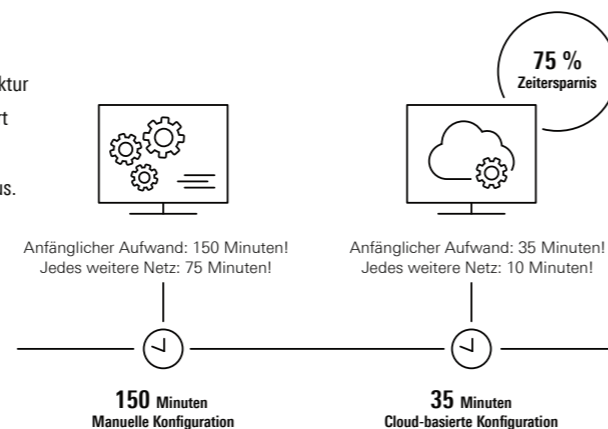 ktur
rt
us.
75 %
Zeitersparnis
Anfänglicher Aufwand: 150 Minuten!
Jedes weitere Netz: 75 Minuten!
Anfänglicher Aufwand: 35 Minuten!
Jedes weitere Netz: 10 Minuten!
150 Minuten
Manuelle Konfiguration
35 Minuten
Cloud-basierte Konfiguration